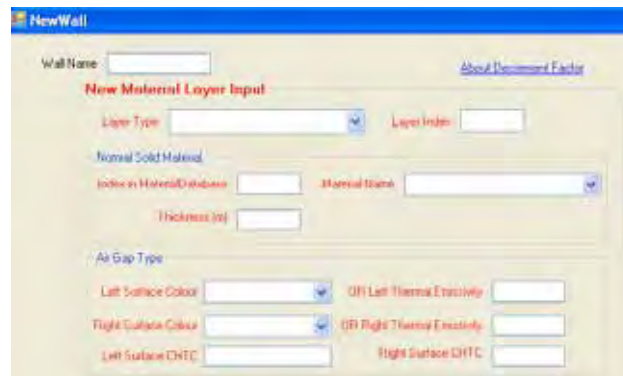 NewWall
Wall Name
About Decrement Factor
New Material Layer Input
Layer Type Layer Index
Normal Solid Material
Index in MaterialDatabase Material Name
Thickness (m)
Air Gap Type
Left Surface Colour OR Left Thermal Emissivity
Right Surface Colour OR Right Thermal Emissivity
Left Surface CHTC Right Surface CHTC